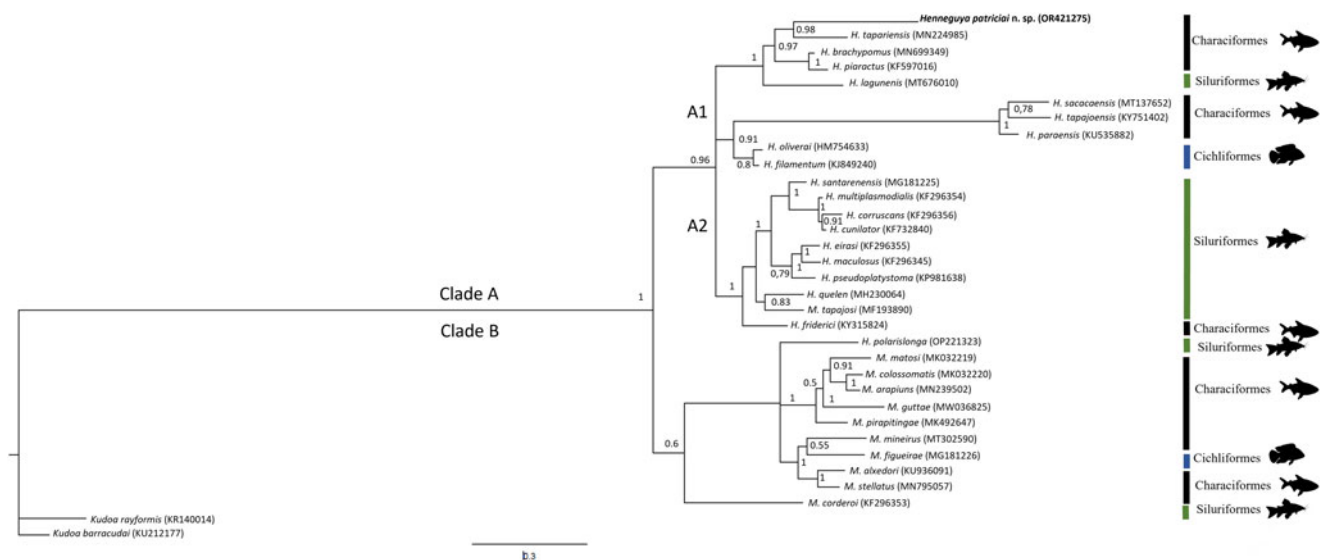 Henneguya patriciai n. sp. (OR421275)
0.98
H. tapariensis (MN224985)
0.97
H. brachypomus (MN699349)
Characiformes
1
1
H. piaractus (KF597016)
H. lagunensis (MT676010)
Siluriformes
A1
H. sacacaensis (MT137652)
0,78
H. tapajoensis (KY751402)
Characiformes
1
H. paraensis (KU535882)
0.91
H. oliverai (HM754633)
0.96
0.8
H. filamentum (KJ849240)
Cichliformes
H. santarenensis (MG181225)
1
H. multiplasmodialis (KF296354)
1
H. corruscans (KF296356)
A2
1
0.91
H. cunilator (KF732840)
Siluriformes
H. eirasi (KF296355)
1
H. maculosus (KF296345)
1
0,79
H. pseudoplatystoma (KP981638)
1
H. quelen (MH230064)
0.83
M. tapajosi (MF193890)
Clade A
1
H. friderici (KY315824)
Characiformes
Clade B
H. polarislonga (OP221323)
Siluriformes
M. matosi (MK032219)
0.91
M. colossomatis (MK032220)
0.5
1
M. arapiuns (MN239502)
Characiformes
1
1
M. guttae (MW036825)
M. pirapitingae (MK492647)
M. mineirus (MT302590)
0.6
0.55
M. figueirae (MG181226)
Cichliformes
1
M. alxedori (KU936091)
1
M. stellatus (MN795057)
Characiformes
M. corderoi (KF296353)
Siluriformes
Kudoa rayformis (KR140014)
Kudoa barracudai (KU212177)
0.3